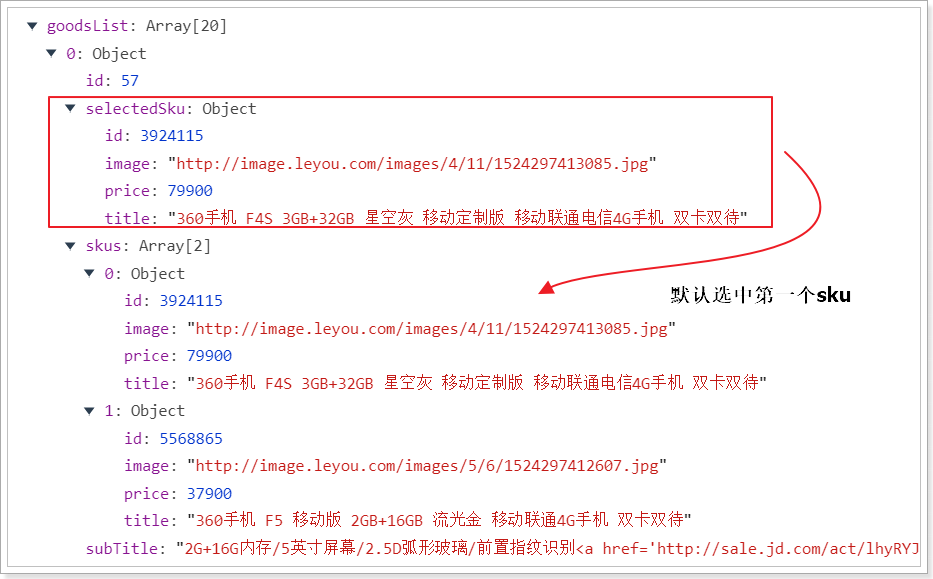 goodsList: Array[20]
0: Object
id: 57
selectedSku: Object
id: 3924115
image: "http://image.leyou.com/images/4/11/1524297413085.jpg"
price: 79900
title: "360手机 F4S 3GB+32GB 星空灰 移动定制版 移动联通电信4G手机 双卡双待"
skus: Array[2]
0: Object
默认选中第一个sku
id: 3924115
image: "http://image.leyou.com/images/4/11/1524297413085.jpg"
price: 79900
title: "360手机 F4S 3GB+32GB 星空灰 移动定制版 移动联通电信4G手机 双卡双待"
1: Object
id: 5568865
image: "http://image.leyou.com/images/5/6/1524297412607.jpg"
price: 37900
title: "360手机 F5 移动版 2GB+16GB 流光金 移动联通4G手机 双卡双待"
subTitle: "2G+16G内存/5英寸屏幕/2.5D弧形玻璃/前置指纹识别<a href='http://sale.jd.com/act/lhyRYJ